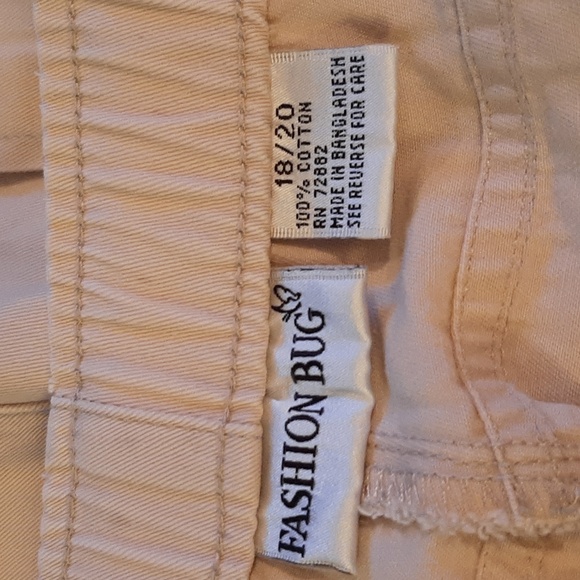 18/20
100% COTTON
RN 72882
MADE IN BANGLADESH
SEE REVERSE FOR CARE
FASHION BUG